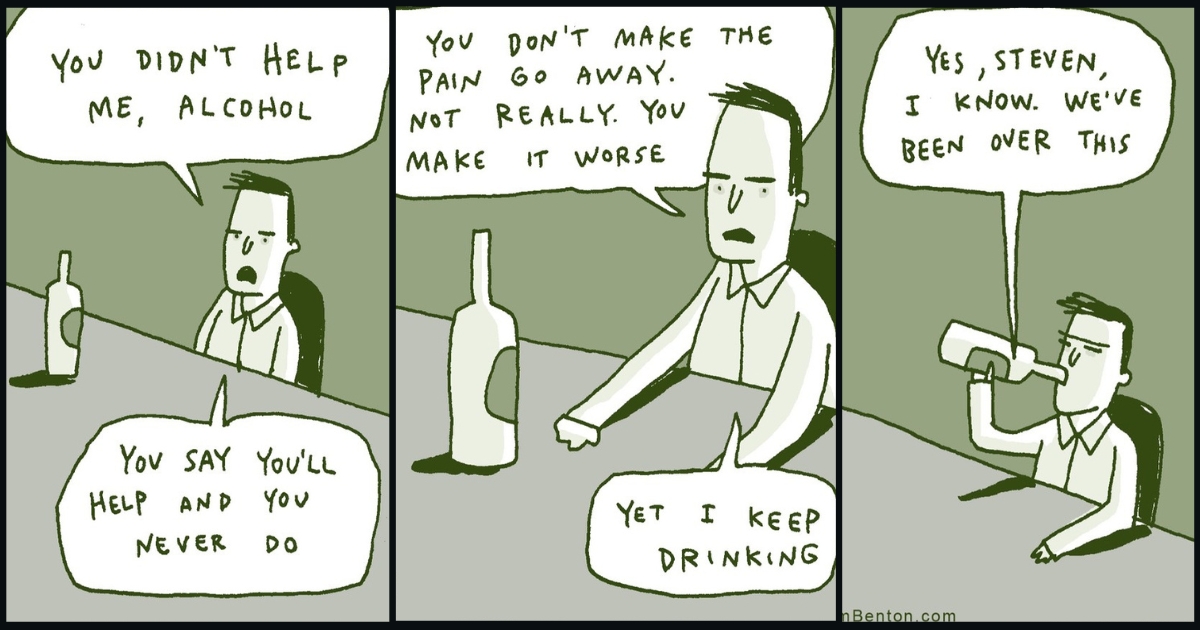 YOU DIDN'T HELP
ME, ALCOHOL
YOU SAY YOU'LL
HELP AND YOU
NEVER DO
YOU DON'T MAKE THE
PAIN GO AWAY.
NOT REALLY. YOU
MAKE IT WORSE
YET I KEEP
DRINKING
YES, STEVEN,
I KNOW. WE'VE
BEEN OVER THIS
mBenton.com